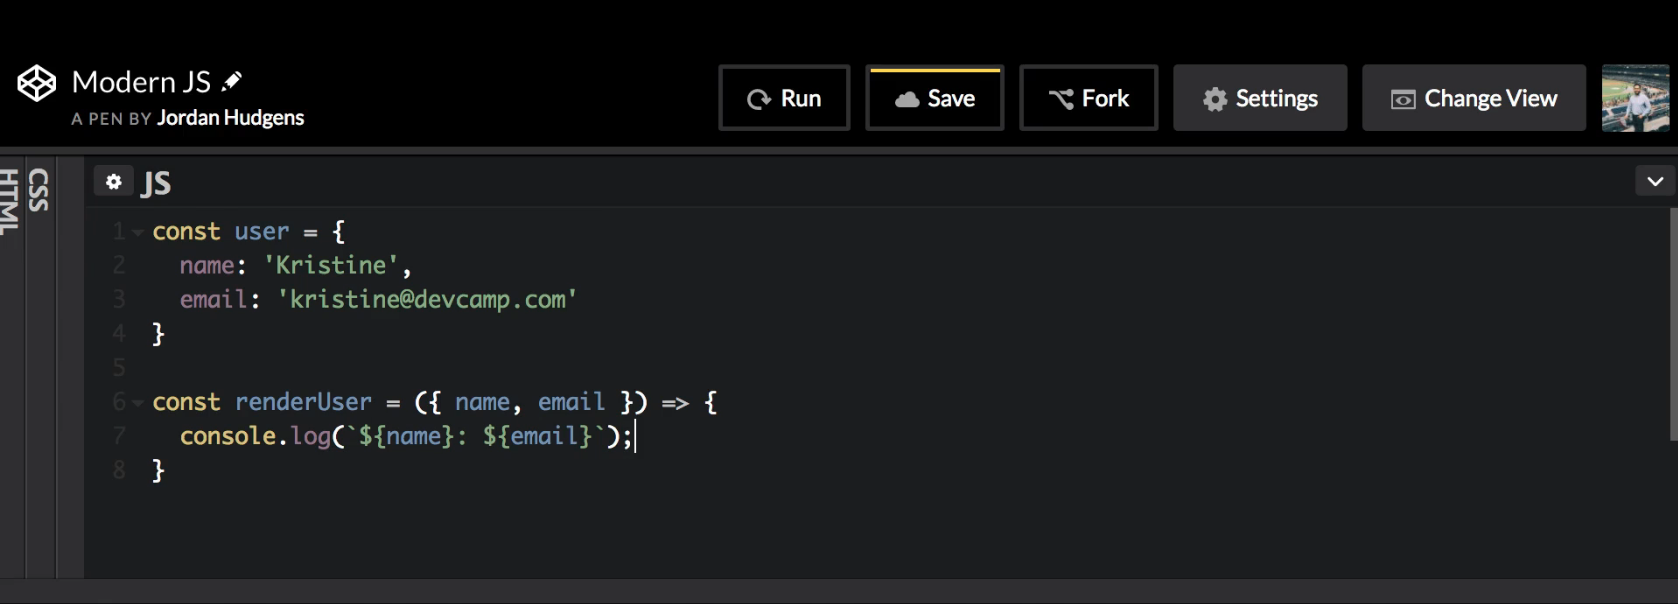 Modern JS
A PEN BY Jordan Hudgens
Run
Save
Fork
Settings
Change View
HTML
CSS
JS
1 const user = {
2   name: 'Kristine',
3   email: 'kristine@devcamp.com'
4 }
5
6 const renderUser = ({ name, email }) => {
7   console.log(`${name}: ${email}`);
8 }